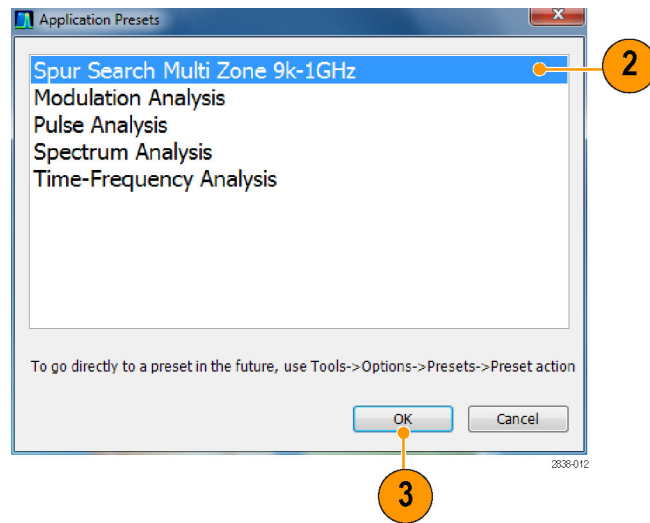 Application Presets
Spur Search Multi Zone 9k-1GHz
2
Modulation Analysis
Pulse Analysis
Spectrum Analysis
Time-Frequency Analysis
To go directly to a preset in the future, use Tools->Options->Presets->Preset action
OK
Cancel
2838-012
3